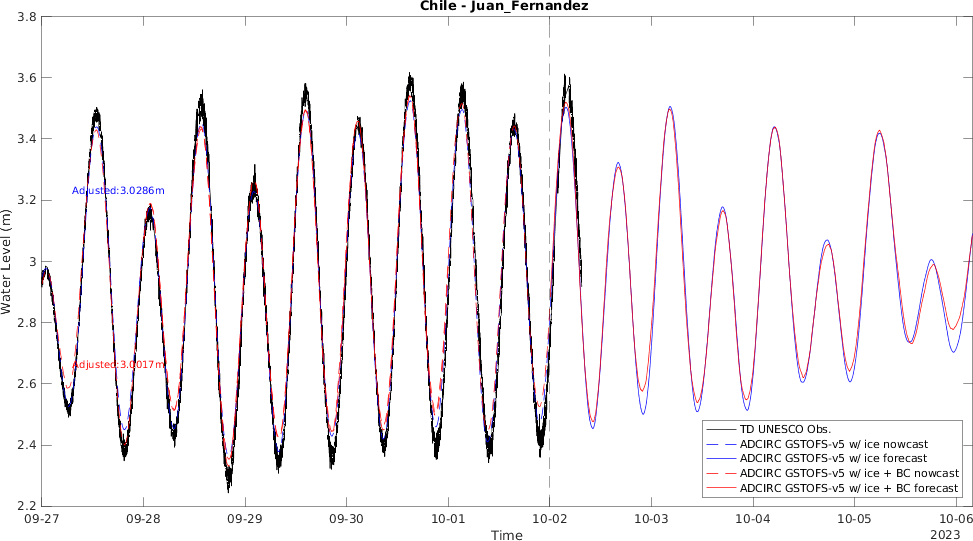 Chile - Juan_Fernandez
3.8
3.6
3.4
3.2
3
2.8
2.6
2.4
2.2
Water Level (m)
Adjusted:3.0286m
Adjusted:3.0017m
TD UNESCO Obs.
ADCIRC GSTOFS-v5 w/ ice nowcast
ADCIRC GSTOFS-v5 w/ ice forecast
ADCIRC GSTOFS-v5 w/ ice + BC nowcast
ADCIRC GSTOFS-v5 w/ ice + BC forecast
09-27 09-28 09-29 09-30 10-01 10-02 10-03 10-04 10-05 10-06
Time 2023